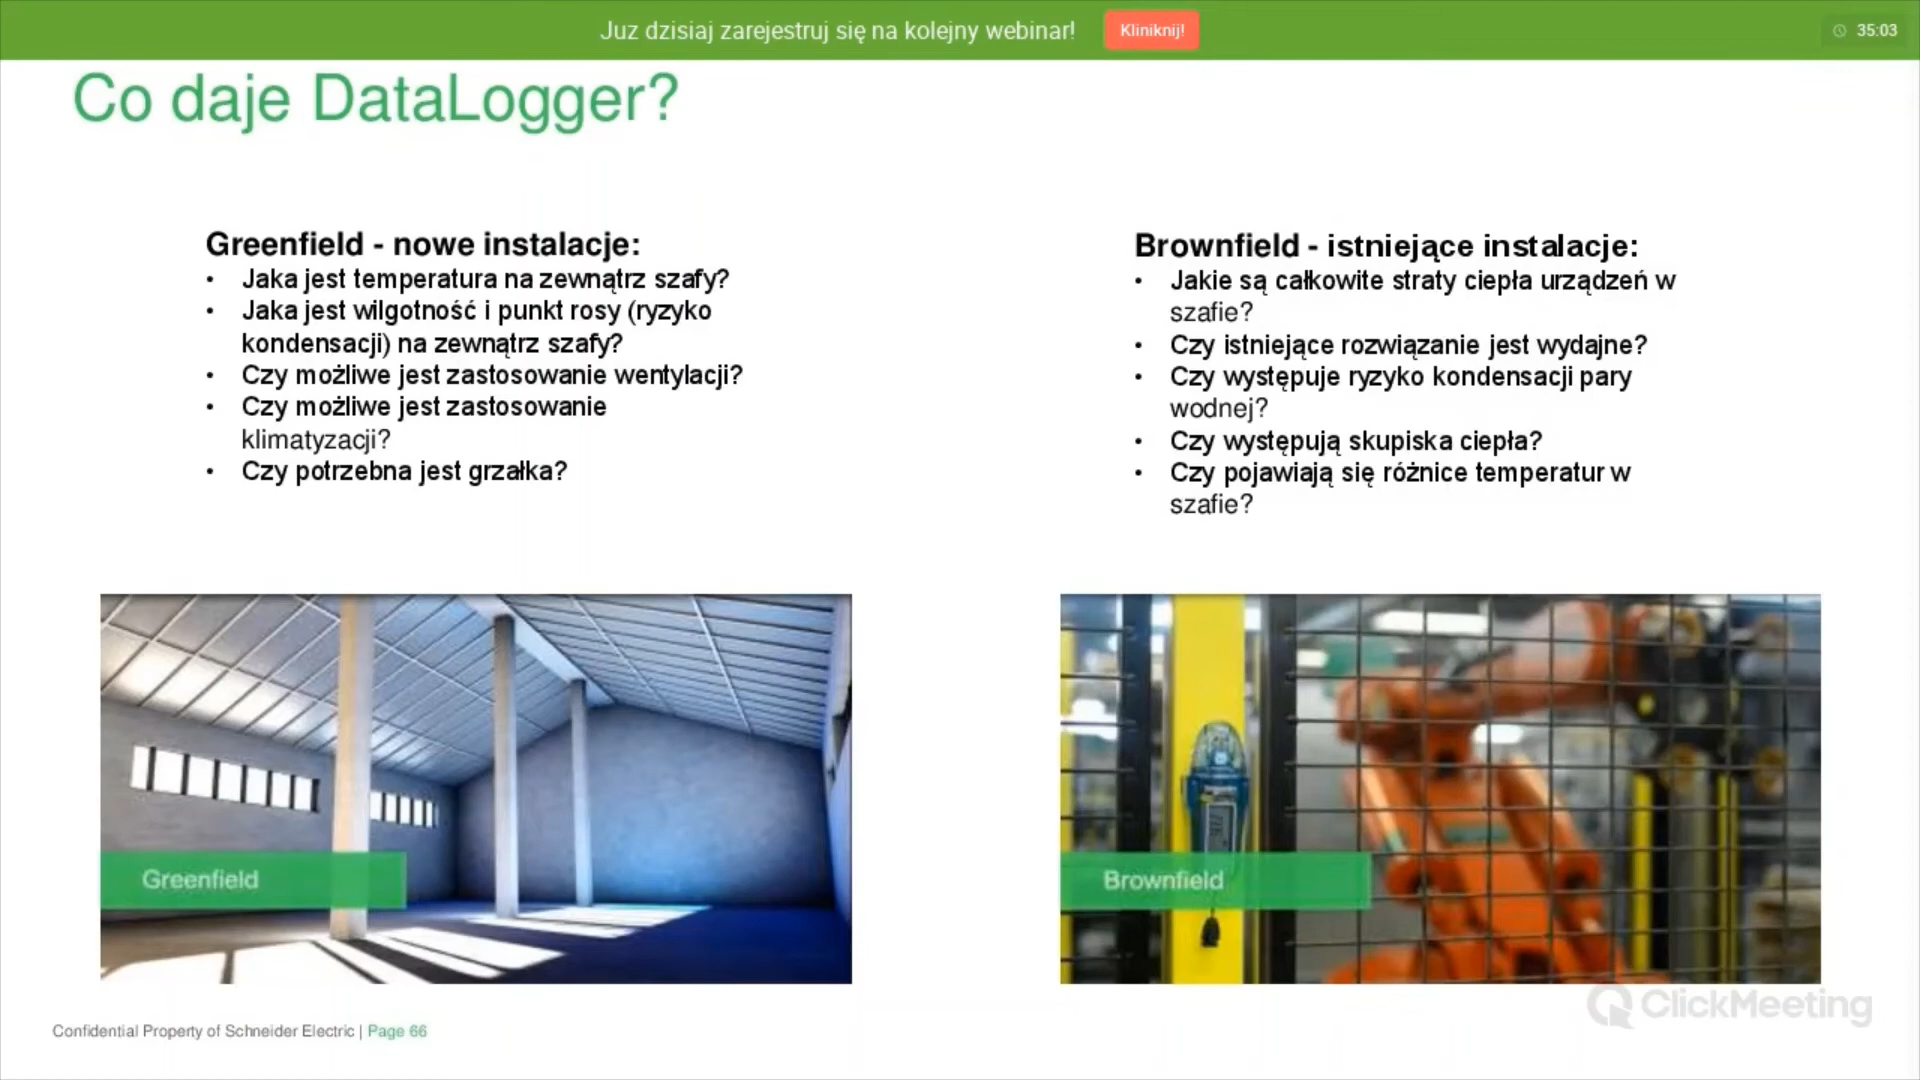 Juz dzisiaj zarejestruj się na kolejny webinar!
Kliniknij!
35:03
Co daje DataLogger?
Greenfield - nowe instalacje:
• Jaka jest temperatura na zewnątrz szafy?
• Jaka jest wilgotność i punkt rosy (ryzyko
kondensacji) na zewnątrz szafy?
• Czy możliwe jest zastosowanie wentylacji?
• Czy możliwe jest zastosowanie
klimatyzacji?
• Czy potrzebna jest grzałka?
Brownfield - istniejące instalacje:
• Jakie są całkowite straty ciepła urządzeń w
szafie?
• Czy istniejące rozwiązanie jest wydajne?
• Czy występuje ryzyko kondensacji pary
wodnej?
• Czy występują skupiska ciepła?
• Czy pojawiają się różnice temperatur w
szafie?
Greenfield
Brownfield
ClickMeeting
Confidential Property of Schneider Electric | Page 66